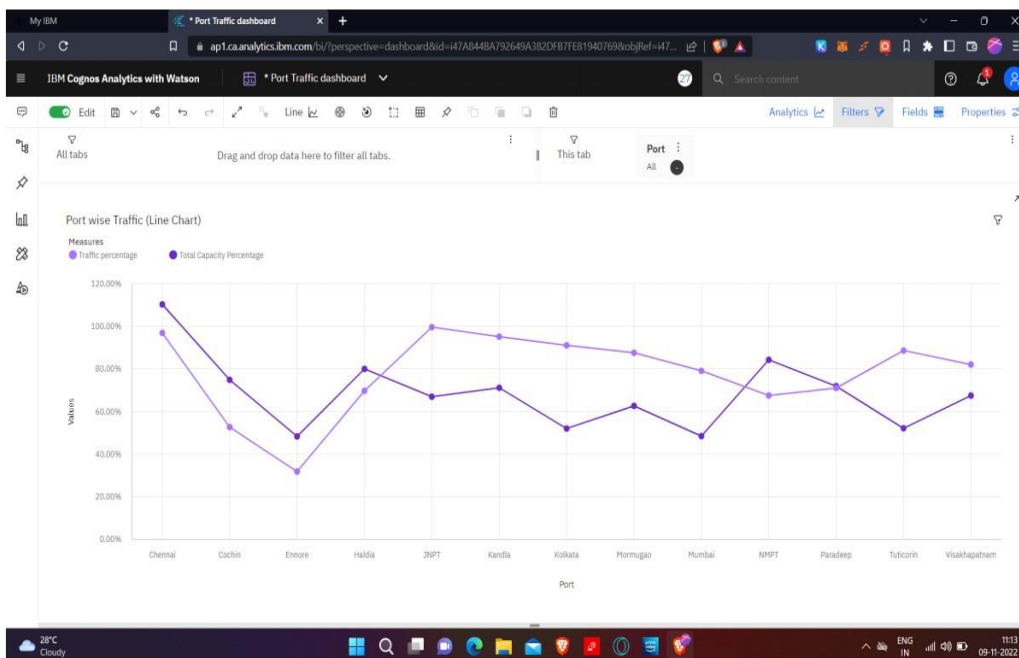 My IBM
* Port Traffic dashboard
ap1.ca.analytics.ibm.com/bi/?perspective=dashboard&id=i47A844BA792649A382DFB7FE81940769&objRef=i47...
IBM Cognos Analytics with Watson
* Port Traffic dashboard
27
Search content
Edit
Line
Analytics
Filters
Fields
Properties
All tabs
Drag and drop data here to filter all tabs.
This tab
Port
All
Port wise Traffic (Line Chart)
Measures
Traffic percentage
Total Capacity Percentage
120.00%
100.00%
80.00%
60.00%
40.00%
20.00%
0.00%
Values
Chennai
Cochin
Ennore
Haldia
JNPT
Kandla
Kolkata
Mormugao
Mumbai
NMPT
Paradeep
Tuticorin
Visakhapatnam
Port
28°C
Cloudy
ENG
IN
11:13
09-11-2022